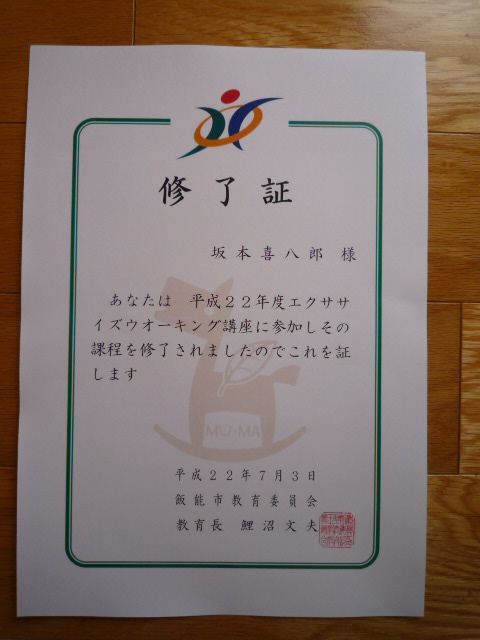 修了証
坂本喜八郎 様
あなたは 平成22年度エクササ
イズウオーキング講座に参加しその
課程を修了されましたのでこれを証
します
MU・MA
平成22年7月3日
飯能市教育委員会
教育長 鯉沼文夫